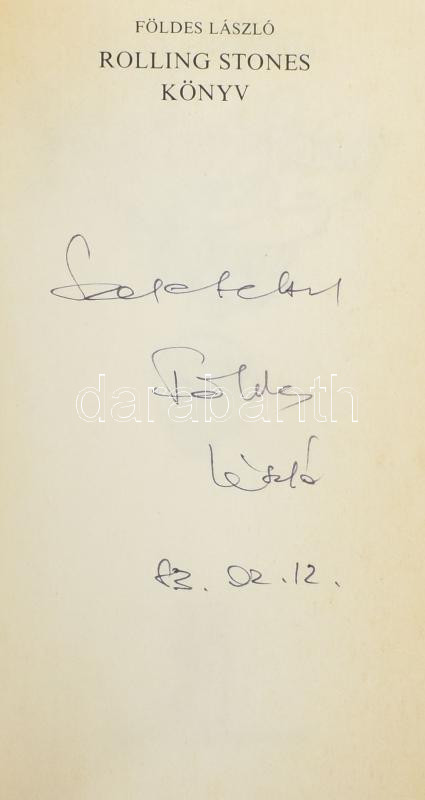 FÖLDES LÁSZLÓ
ROLLING STONES
KÖNYV
Szeretettel
Földes
László
83. 02. 12.
darabanth